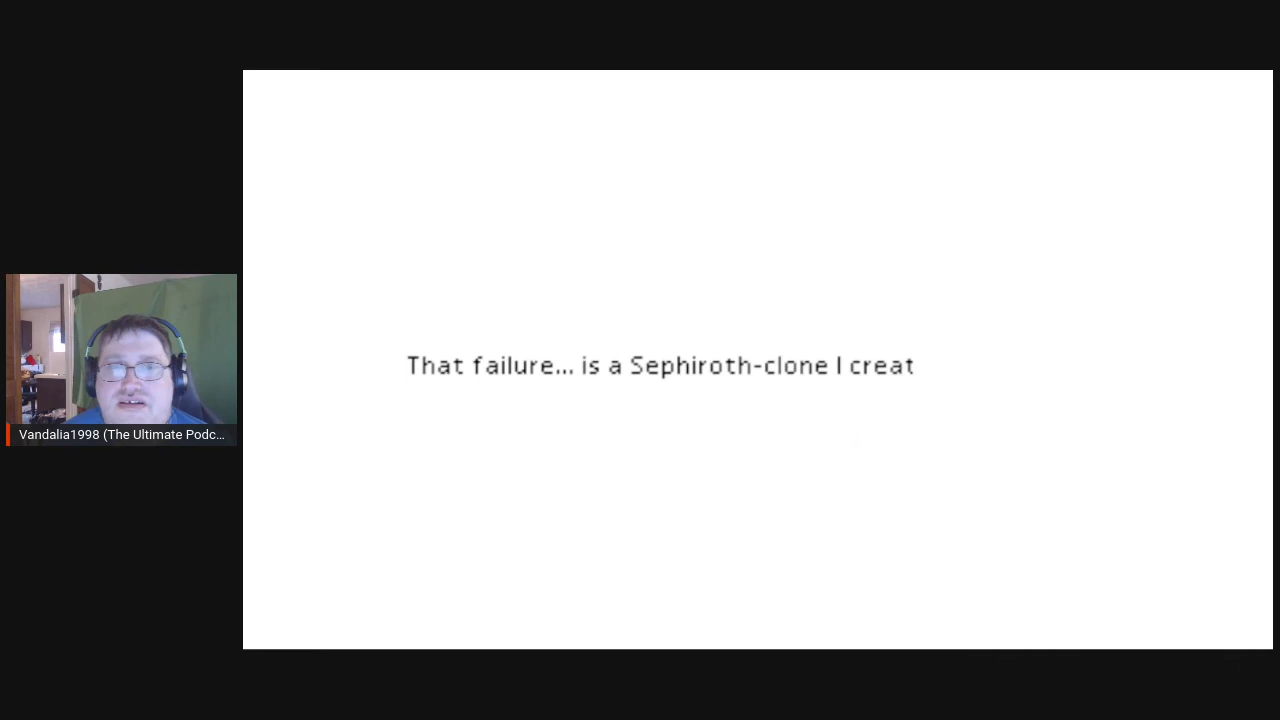 That failure... is a Sephiroth-clone I creat
Vandalia1998 (The Ultimate Podc...